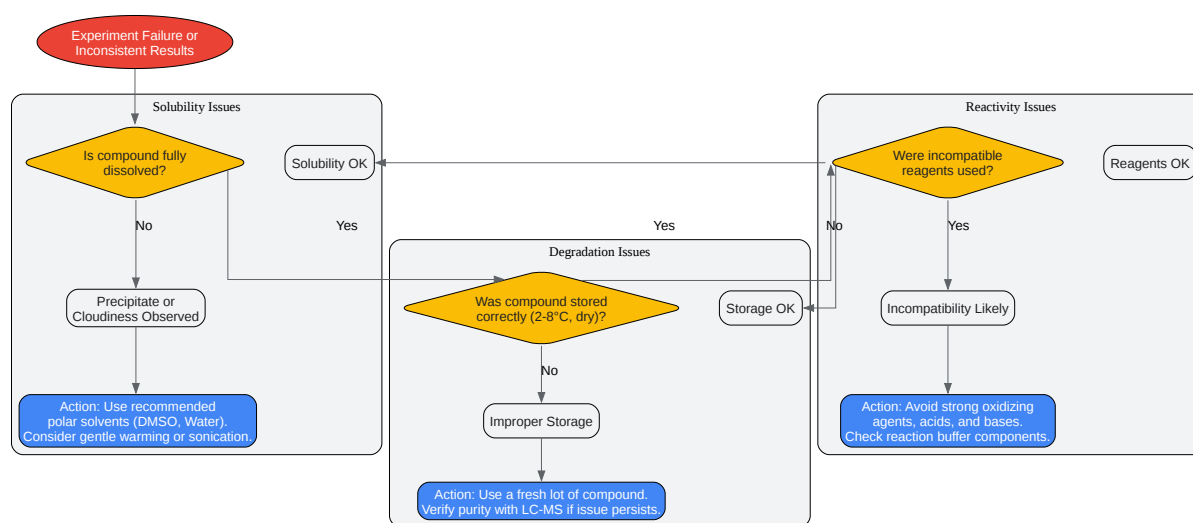 Experiment Failure or
Inconsistent Results
Solubility Issues
Is compound fully
dissolved?
Solubility OK
No
Yes
Precipitate or
Cloudiness Observed
Action: Use recommended
polar solvents (DMSO, Water).
Consider gentle warming or sonication.
Degradation Issues
Was compound stored
correctly (2-8°C, dry)?
Storage OK
Yes
No
Improper Storage
Action: Use a fresh lot of compound.
Verify purity with LC-MS if issue persists.
Reactivity Issues
Were incompatible
reagents used?
Reagents OK
No
Yes
Incompatibility Likely
Action: Avoid strong oxidizing
agents, acids, and bases.
Check reaction buffer components.